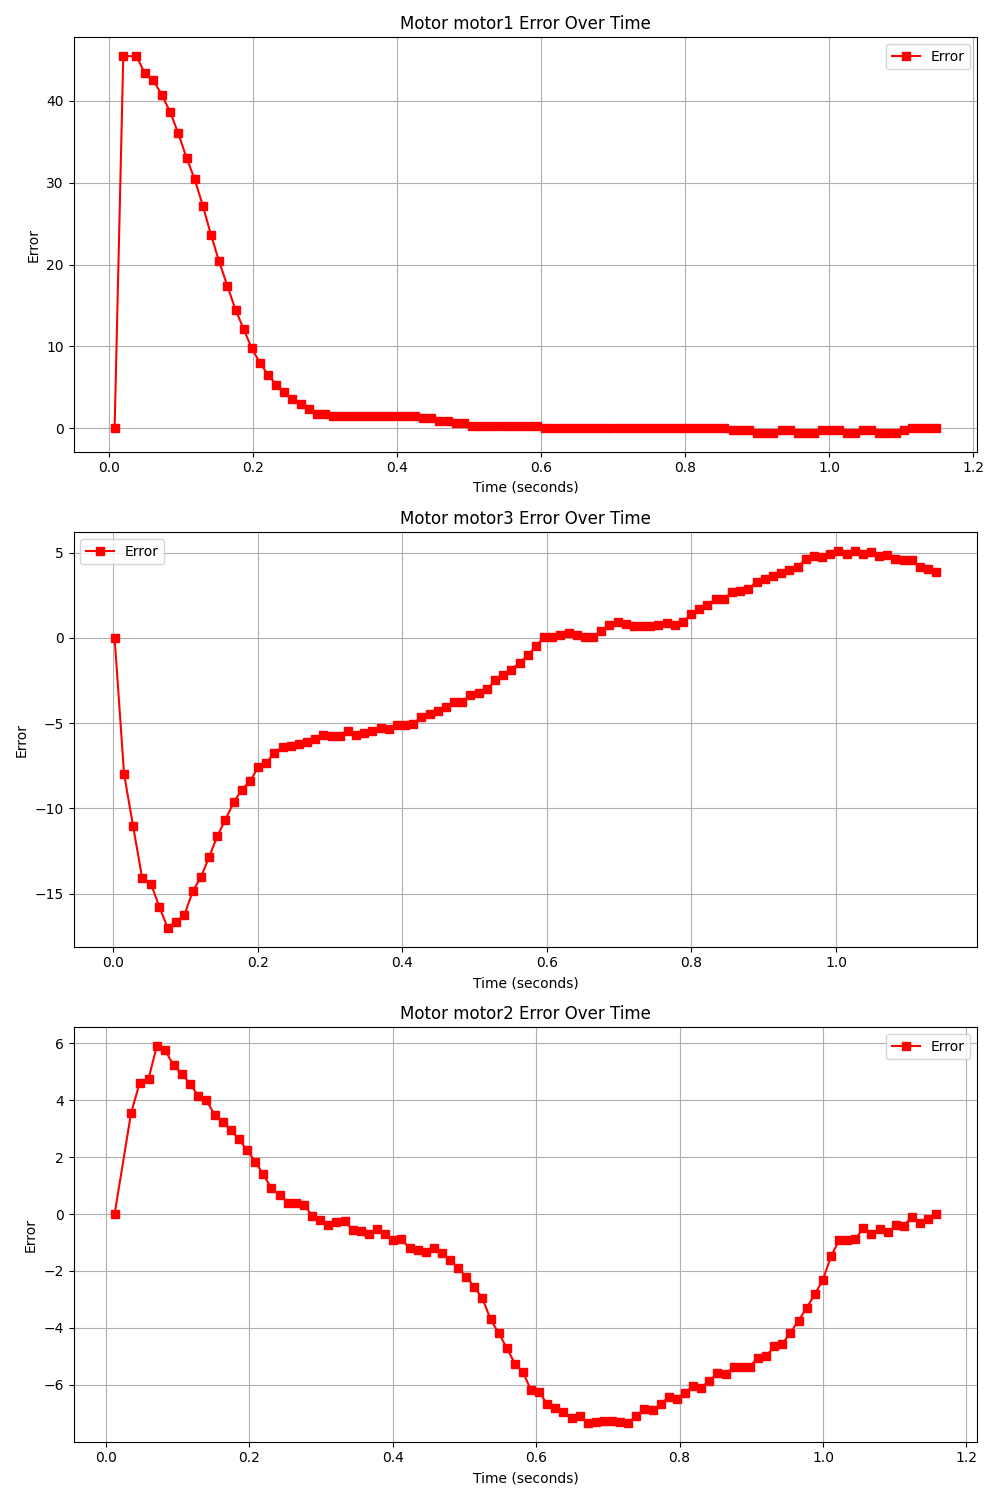 Motor motor1 Error Over Time
Error
40
30
20
10
0
Error
0.0 0.2 0.4 0.6 0.8 1.0 1.2
Time (seconds)
Motor motor3 Error Over Time
Error
5
0
−5
−10
−15
Error
0.0 0.2 0.4 0.6 0.8 1.0
Time (seconds)
Motor motor2 Error Over Time
Error
6
4
2
0
−2
−4
−6
Error
0.0 0.2 0.4 0.6 0.8 1.0 1.2
Time (seconds)